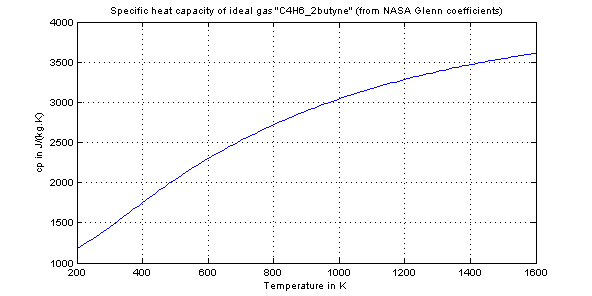 Specific heat capacity of ideal gas "C4H6_2butyne" (from NASA Glenn coefficients)
4000
3500
3000
2500
2000
1500
1000
cp in J/(kg.K)
200 400 600 800 1000 1200 1400 1600
Temperature in K